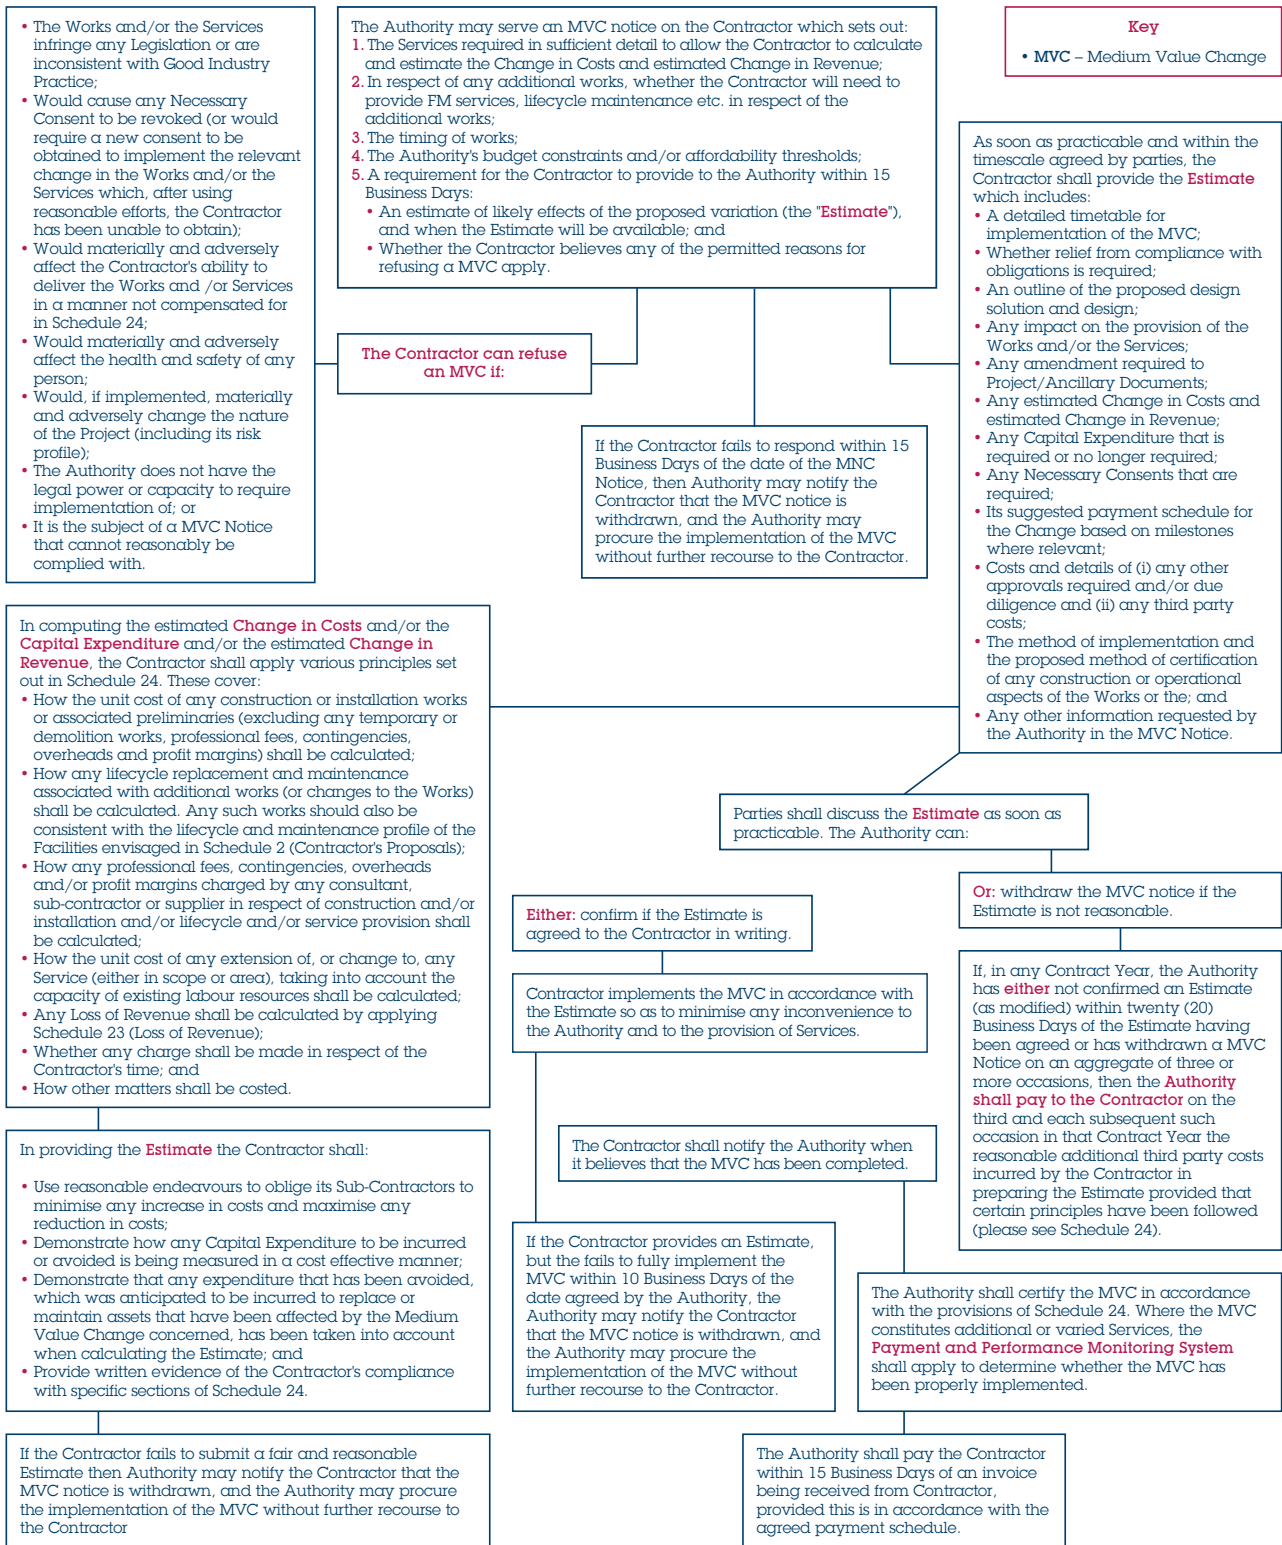 • The Works and/or the Services
infringe any Legislation or are
inconsistent with Good Industry
Practice;
• Would cause any Necessary
Consent to be revoked (or would
require a new consent to be
obtained to implement the relevant
change in the Works and/or the
Services which, after using
reasonable efforts, the Contractor
has been unable to obtain);
• Would materially and adversely
affect the Contractor's ability to
deliver the Works and /or Services
in a manner not compensated for
in Schedule 24;
• Would materially and adversely
affect the health and safety of any
person;
• Would, if implemented, materially
and adversely change the nature
of the Project (including its risk
profile);
• The Authority does not have the
legal power or capacity to require
implementation of; or
• It is the subject of a MVC Notice
that cannot reasonably be
complied with.
The Authority may serve an MVC notice on the Contractor which sets out:
1. The Services required in sufficient detail to allow the Contractor to calculate
and estimate the Change in Costs and estimated Change in Revenue;
2. In respect of any additional works, whether the Contractor will need to
provide FM services, lifecycle maintenance etc. in respect of the
additional works;
3. The timing of works;
4. The Authority's budget constraints and/or affordability thresholds;
5. A requirement for the Contractor to provide to the Authority within 15
Business Days:
• An estimate of likely effects of the proposed variation (the "Estimate"),
and when the Estimate will be available; and
• Whether the Contractor believes any of the permitted reasons for
refusing a MVC apply.
Key
• MVC – Medium Value Change
The Contractor can refuse
an MVC if:
If the Contractor fails to respond within 15
Business Days of the date of the MNC
Notice, then Authority may notify the
Contractor that the MVC notice is
withdrawn, and the Authority may
procure the implementation of the MVC
without further recourse to the Contractor.
As soon as practicable and within the
timescale agreed by parties, the
Contractor shall provide the Estimate
which includes:
• A detailed timetable for
implementation of the MVC;
• Whether relief from compliance with
obligations is required;
• An outline of the proposed design
solution and design;
• Any impact on the provision of the
Works and/or the Services;
• Any amendment required to
Project/Ancillary Documents;
• Any estimated Change in Costs and
estimated Change in Revenue;
• Any Capital Expenditure that is
required or no longer required;
• Any Necessary Consents that are
required;
• Its suggested payment schedule for
the Change based on milestones
where relevant;
• Costs and details of (i) any other
approvals required and/or due
diligence and (ii) any third party
costs;
• The method of implementation and
the proposed method of certification
of any construction or operational
aspects of the Works or the; and
• Any other information requested by
the Authority in the MVC Notice.
In computing the estimated Change in Costs and/or the
Capital Expenditure and/or the estimated Change in
Revenue, the Contractor shall apply various principles set
out in Schedule 24. These cover:
• How the unit cost of any construction or installation works
or associated preliminaries (excluding any temporary or
demolition works, professional fees, contingencies,
overheads and profit margins) shall be calculated;
• How any lifecycle replacement and maintenance
associated with additional works (or changes to the Works)
shall be calculated. Any such works should also be
consistent with the lifecycle and maintenance profile of the
Facilities envisaged in Schedule 2 (Contractor's Proposals);
• How any professional fees, contingencies, overheads
and/or profit margins charged by any consultant,
sub-contractor or supplier in respect of construction and/or
installation and/or lifecycle and/or service provision shall
be calculated;
• How the unit cost of any extension of, or change to, any
Service (either in scope or area), taking into account the
capacity of existing labour resources shall be calculated;
• Any Loss of Revenue shall be calculated by applying
Schedule 23 (Loss of Revenue);
• Whether any charge shall be made in respect of the
Contractor's time; and
• How other matters shall be costed.
Parties shall discuss the Estimate as soon as
practicable. The Authority can:
Either: confirm if the Estimate is
agreed to the Contractor in writing.
Or: withdraw the MVC notice if the
Estimate is not reasonable.
Contractor implements the MVC in accordance with
the Estimate so as to minimise any inconvenience to
the Authority and to the provision of Services.
If, in any Contract Year, the Authority
has either not confirmed an Estimate
(as modified) within twenty (20)
Business Days of the Estimate having
been agreed or has withdrawn a MVC
Notice on an aggregate of three or
more occasions, then the Authority
shall pay to the Contractor on the
third and each subsequent such
occasion in that Contract Year the
reasonable additional third party costs
incurred by the Contractor in
preparing the Estimate provided that
certain principles have been followed
(please see Schedule 24).
In providing the Estimate the Contractor shall:
• Use reasonable endeavours to oblige its Sub-Contractors to
minimise any increase in costs and maximise any
reduction in costs;
• Demonstrate how any Capital Expenditure to be incurred
or avoided is being measured in a cost effective manner;
• Demonstrate that any expenditure that has been avoided,
which was anticipated to be incurred to replace or
maintain assets that have been affected by the Medium
Value Change concerned, has been taken into account
when calculating the Estimate; and
• Provide written evidence of the Contractor's compliance
with specific sections of Schedule 24.
The Contractor shall notify the Authority when
it believes that the MVC has been completed.
If the Contractor provides an Estimate,
but the fails to fully implement the
MVC within 10 Business Days of the
date agreed by the Authority, the
Authority may notify the Contractor
that the MVC notice is withdrawn, and
the Authority may procure the
implementation of the MVC without
further recourse to the Contractor.
The Authority shall certify the MVC in accordance
with the provisions of Schedule 24. Where the MVC
constitutes additional or varied Services, the
Payment and Performance Monitoring System
shall apply to determine whether the MVC has
been properly implemented.
If the Contractor fails to submit a fair and reasonable
Estimate then Authority may notify the Contractor that the
MVC notice is withdrawn, and the Authority may procure
the implementation of the MVC without further recourse to
the Contractor
The Authority shall pay the Contractor
within 15 Business Days of an invoice
being received from Contractor,
provided this is in accordance with the
agreed payment schedule.